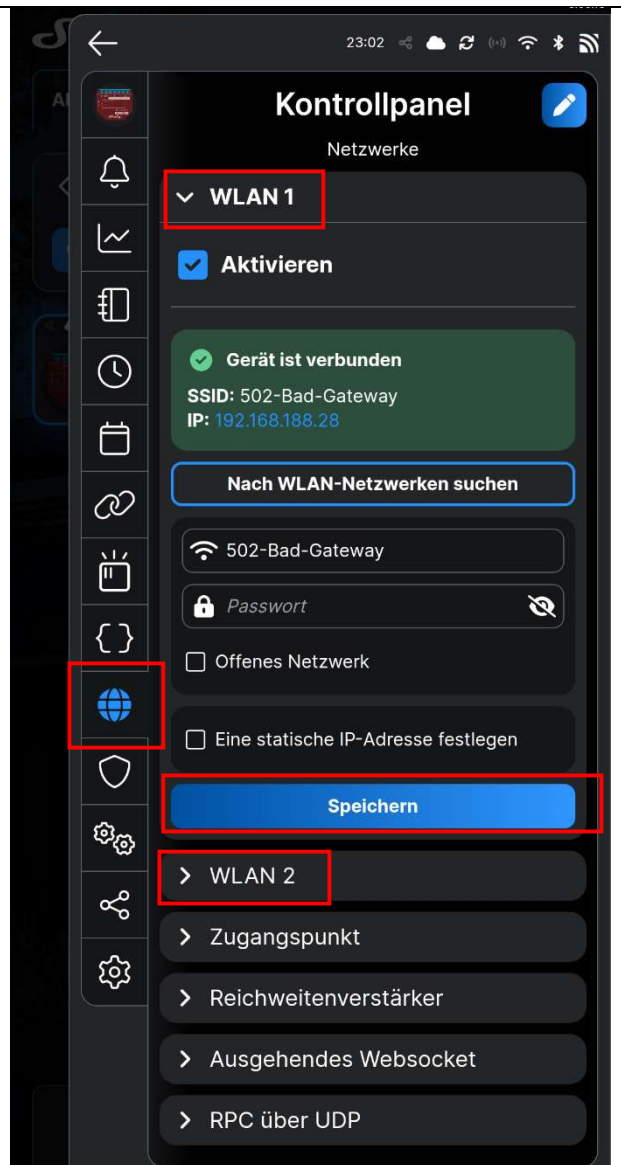 23:02
Kontrollpanel
Netzwerke
WLAN 1
Aktivieren
Gerät ist verbunden
SSID: 502-Bad-Gateway
IP: 192.168.188.28
Nach WLAN-Netzwerken suchen
502-Bad-Gateway
Passwort
Offenes Netzwerk
Eine statische IP-Adresse festlegen
Speichern
WLAN 2
Zugangspunkt
Reichweitenverstärker
Ausgehendes Websocket
RPC über UDP